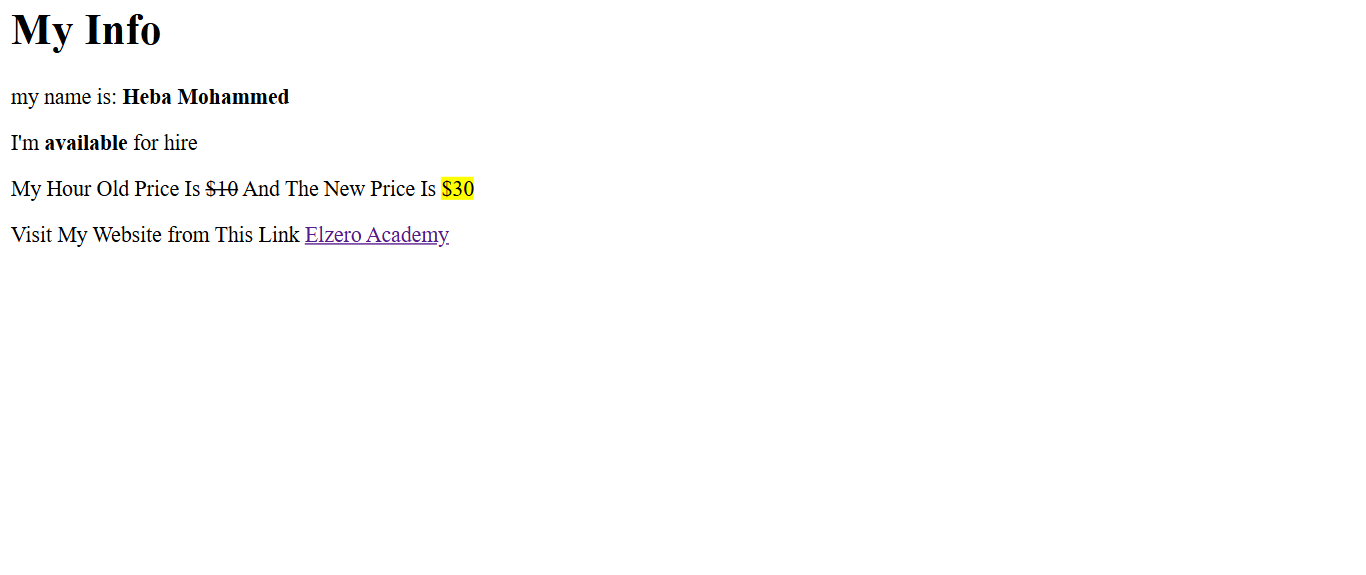 My Info
my name is: Heba Mohammed
I'm available for hire
My Hour Old Price Is $10 And The New Price Is $30
Visit My Website from This Link Elzero Academy